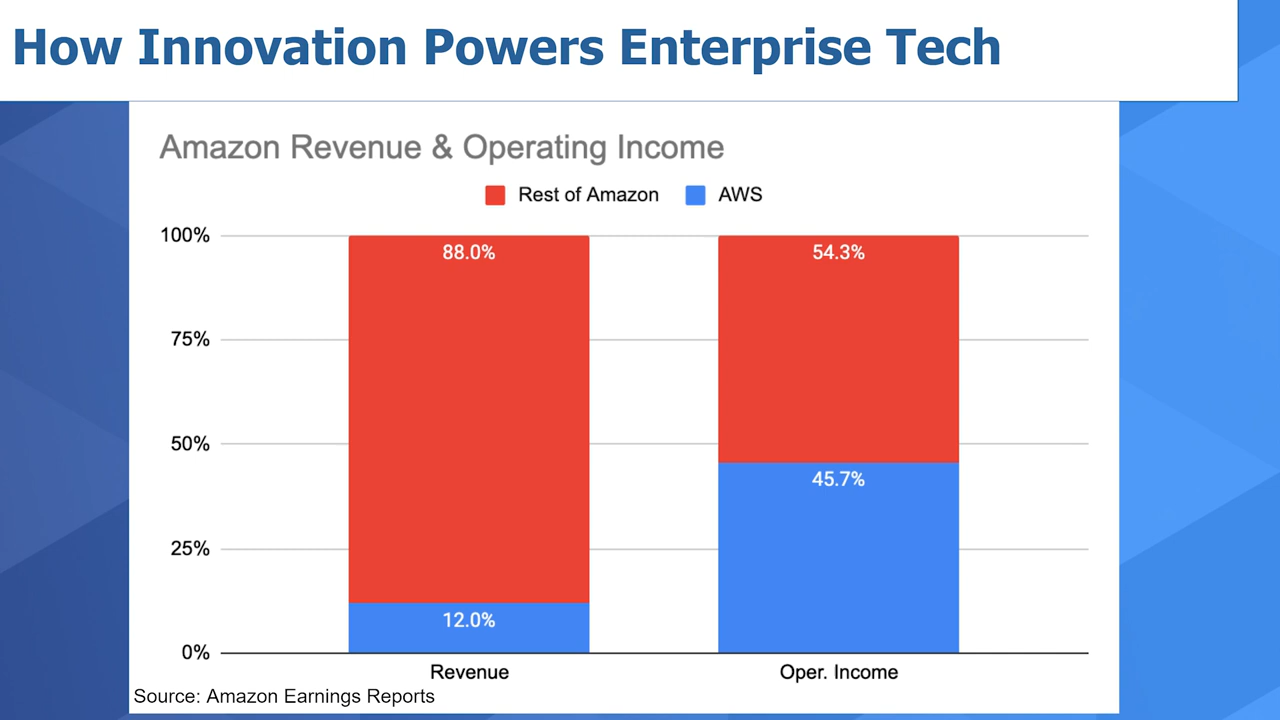 How Innovation Powers Enterprise Tech
Amazon Revenue & Operating Income
Rest of Amazon AWS
100%
88.0% 54.3%
75%
50%
45.7%
25%
12.0%
0%
Revenue Oper. Income
Source: Amazon Earnings Reports